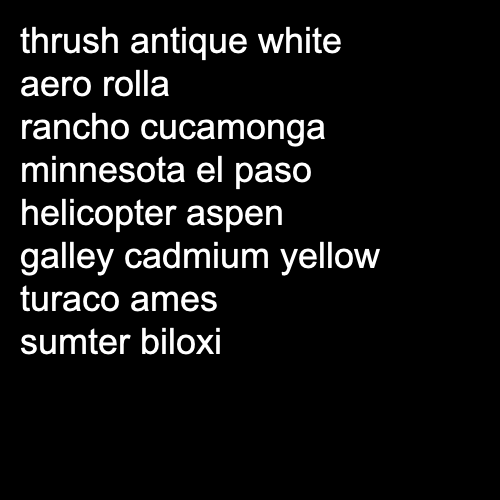 thrush antique white
aero rolla
rancho cucamonga
minnesota el paso
helicopter aspen
galley cadmium yellow
turaco ames
sumter biloxi